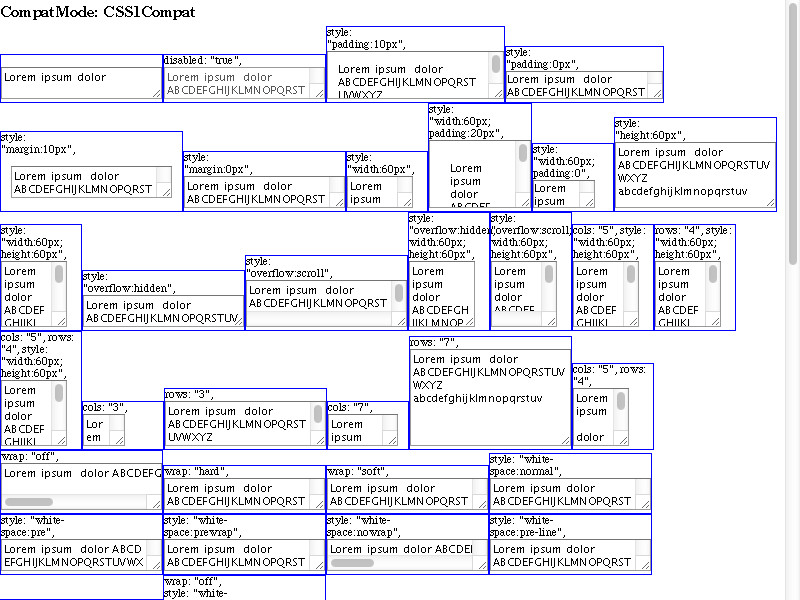 CompatMode: CSS1Compat
Lorem ipsum dolor
disabled: "true",
Lorem ipsum dolor
ABCDEFGHIJKLMNOPQRST
style:
"padding:10px",
Lorem ipsum dolor
ABCDEFGHIJKLMNOPQRST
UVWXYZ
style:
"padding:0px",
Lorem ipsum dolor
ABCDEFGHIJKLMNOPQRST
style:
"margin:10px",
Lorem ipsum dolor
ABCDEFGHIJKLMNOPQRST
style:
"margin:0px",
Lorem ipsum dolor
ABCDEFGHIJKLMNOPQRST
style:
"width:60px",
Lorem
ipsum
style:
"width:60px;
padding:20px",
Lorem
ipsum
dolor
ABCDEF
style:
"width:60px;
padding:0",
Lorem
ipsum
style:
"height:60px",
Lorem ipsum dolor
ABCDEFGHIJKLMNOPQRSTUV
WXYZ
abcdefghijklmnopqrstuv
style:
"width:60px;
height:60px",
Lorem
ipsum
dolor
ABCDEF
GHIJKL
style:
"overflow:hidden",
Lorem ipsum dolor
ABCDEFGHIJKLMNOPQRSTUV
style:
"overflow:scroll",
Lorem ipsum dolor
ABCDEFGHIJKLMNOPQRST
style:
"overflow:hidden;
width:60px;
height:60px",
Lorem
ipsum
dolor
ABCDEFGH
IJKLMNOP
style:
"overflow:scroll;
width:60px;
height:60px",
Lorem
ipsum
dolor
ABCDEF
cols: "5", style:
"width:60px;
height:60px",
Lorem
ipsum
dolor
ABCDEF
GHIJKL
rows: "4", style:
"width:60px;
height:60px",
Lorem
ipsum
dolor
ABCDEF
GHIJKL
cols: "5", rows:
"4", style:
"width:60px;
height:60px",
Lorem
ipsum
dolor
ABCDEF
GHIJKL
cols: "3",
Lor
em
rows: "3",
Lorem ipsum dolor
ABCDEFGHIJKLMNOPQRST
UVWXYZ
cols: "7",
Lorem
ipsum
rows: "7",
Lorem ipsum dolor
ABCDEFGHIJKLMNOPQRSTUV
WXYZ
abcdefghijklmnopqrstuv
cols: "5", rows:
"4",
Lorem
ipsum
dolor
wrap: "off",
Lorem ipsum dolor ABCDEFG
wrap: "hard",
Lorem ipsum dolor
ABCDEFGHIJKLMNOPQRST
wrap: "soft",
Lorem ipsum dolor
ABCDEFGHIJKLMNOPQRST
style: "white-
space:normal",
Lorem ipsum dolor
ABCDEFGHIJKLMNOPQRST
style: "white-
space:pre",
Lorem ipsum dolor ABCD
EFGHIJKLMNOPQRSTUVWX
style: "white-
space:prewrap",
Lorem ipsum dolor
ABCDEFGHIJKLMNOPQRST
style: "white-
space:nowrap",
Lorem ipsum dolor ABCDEF
style: "white-
space:pre-line",
Lorem ipsum dolor
ABCDEFGHIJKLMNOPQRST
wrap: "off",
style: "white-